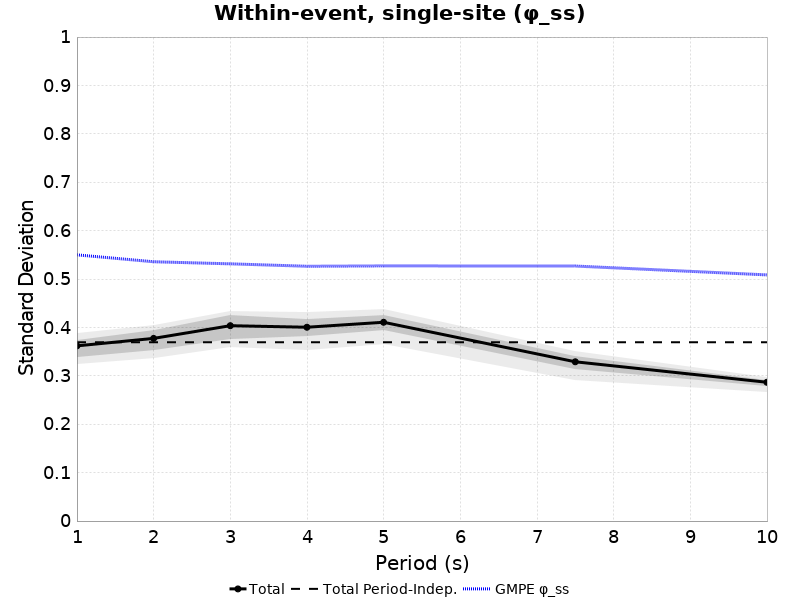 Within-event, single-site (φ_ss)
Standard Deviation
1
0.9
0.8
0.7
0.6
0.5
0.4
0.3
0.2
0.1
0
1 2 3 4 5 6 7 8 9 10
Period (s)
Total Total Period-Indep. GMPE φ_ss